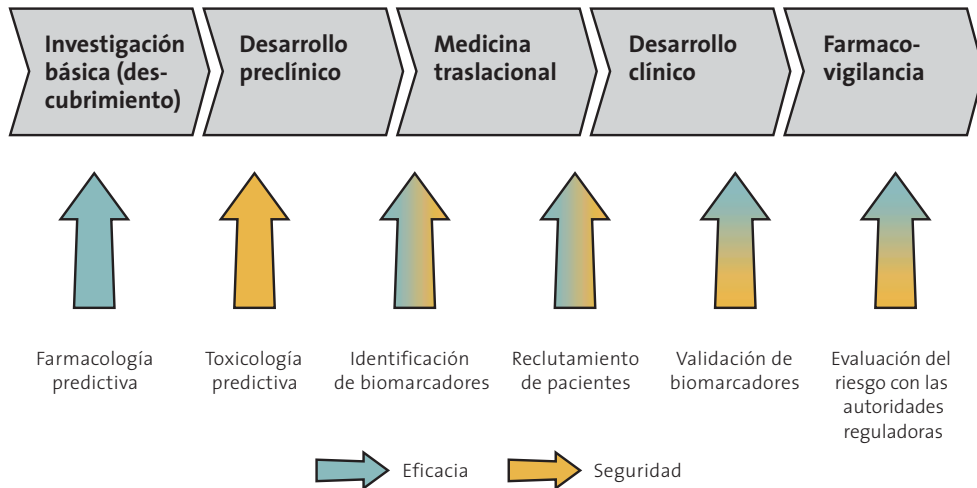 Investigación
básica (des-
cubrimiento)
Desarrollo
preclínico
Medicina
traslacional
Desarrollo
clínico
Farmaco-
vigilancia
Farmacología
predictiva
Toxicología
predictiva
Identificación
de biomarcadores
Reclutamiento
de pacientes
Validación de
biomarcadores
Evaluación del
riesgo con las
autoridades
reguladoras
Eficacia
Seguridad